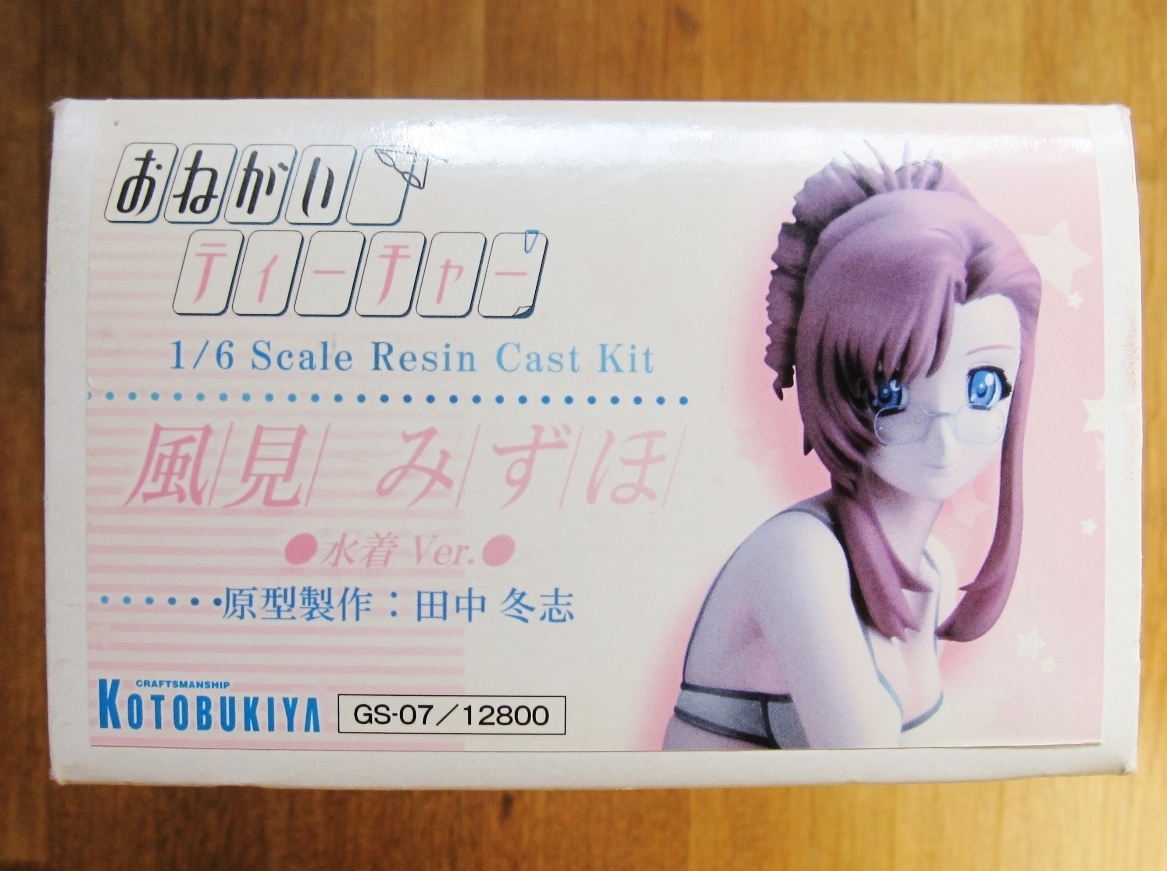 おねがい
ティーチャー
1/6 Scale Resin Cast Kit
風見 みずほ
●水着 Ver.●
原型製作：田中 冬志
CRAFTSMANSHIP
KOTOBUKIYA
GS-07／12800